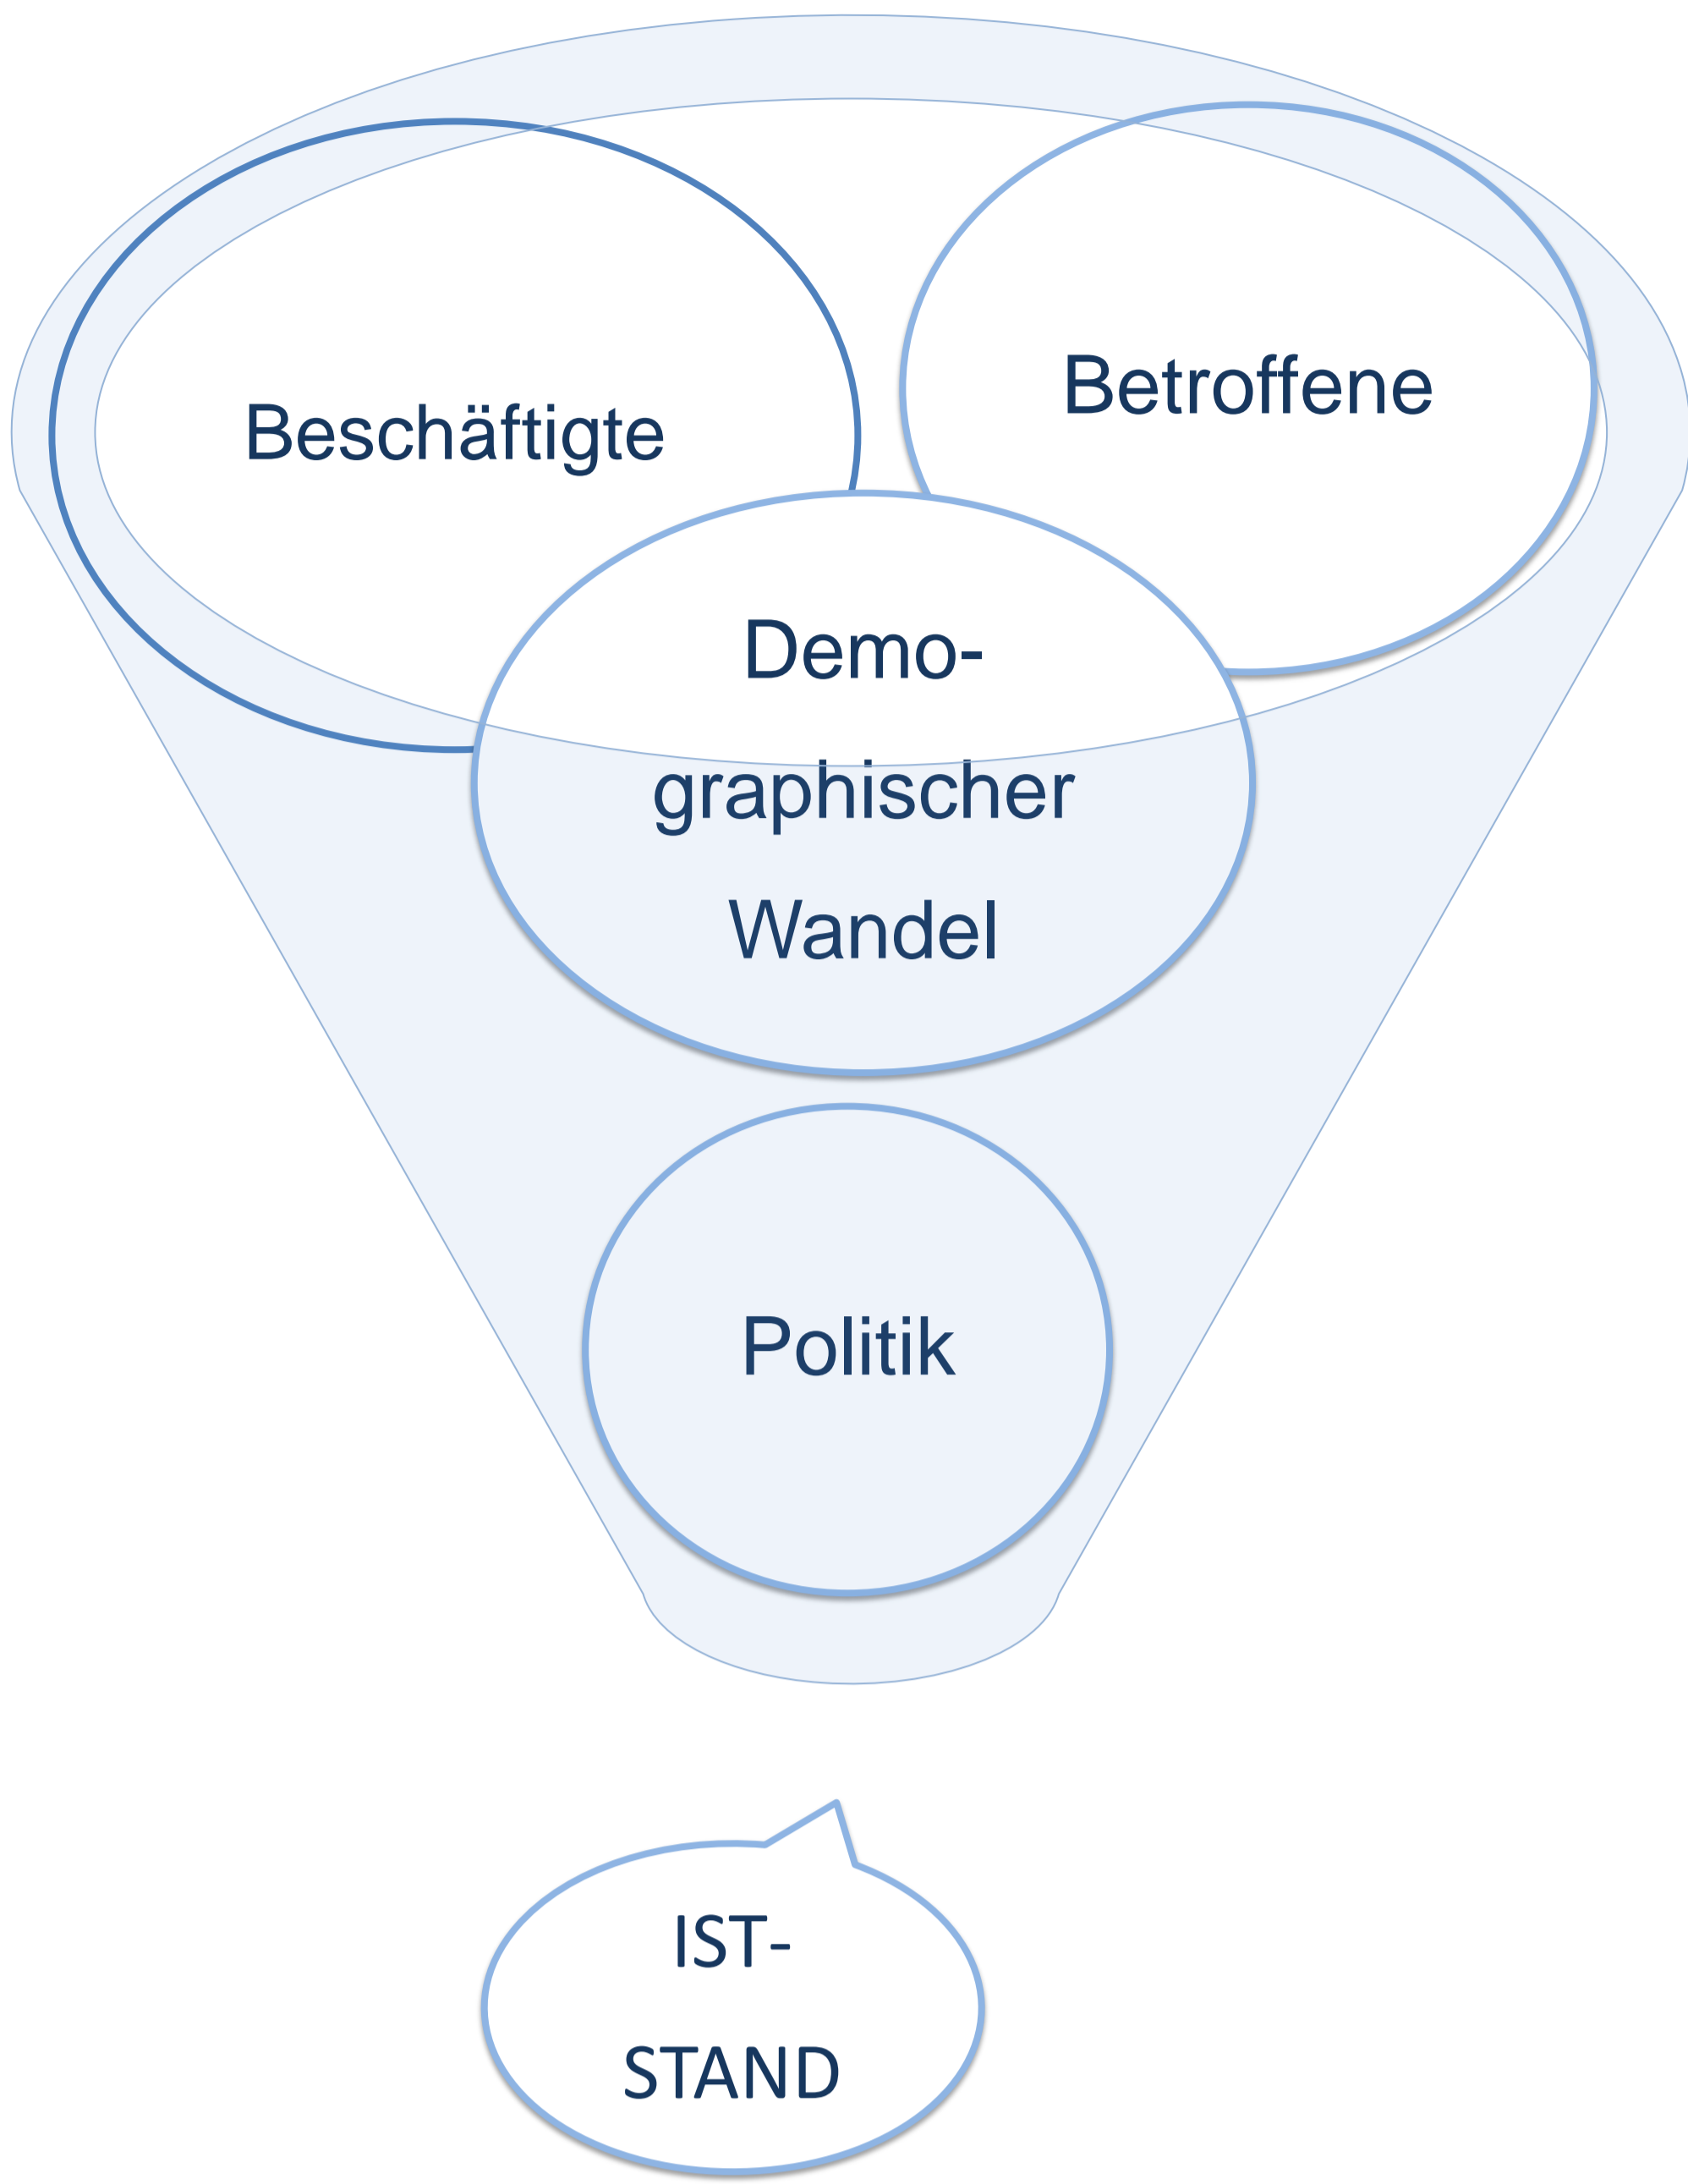 Beschäftigte
Betroffene
Demo-
graphischer
Wandel
Politik
IST-
STAND